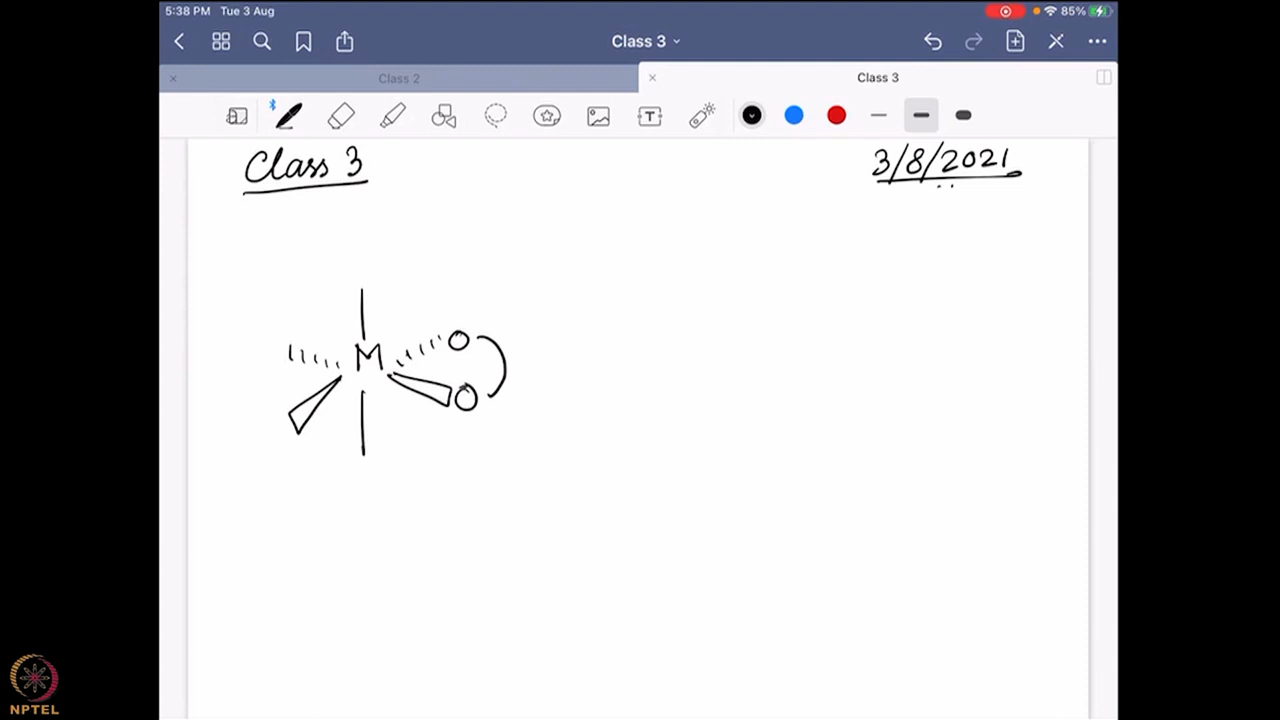 5:38 PM Tue 3 Aug 85%
Class 3
Class 2 Class 3
T
Class 3 3/8/2021
M O
O
NPTEL